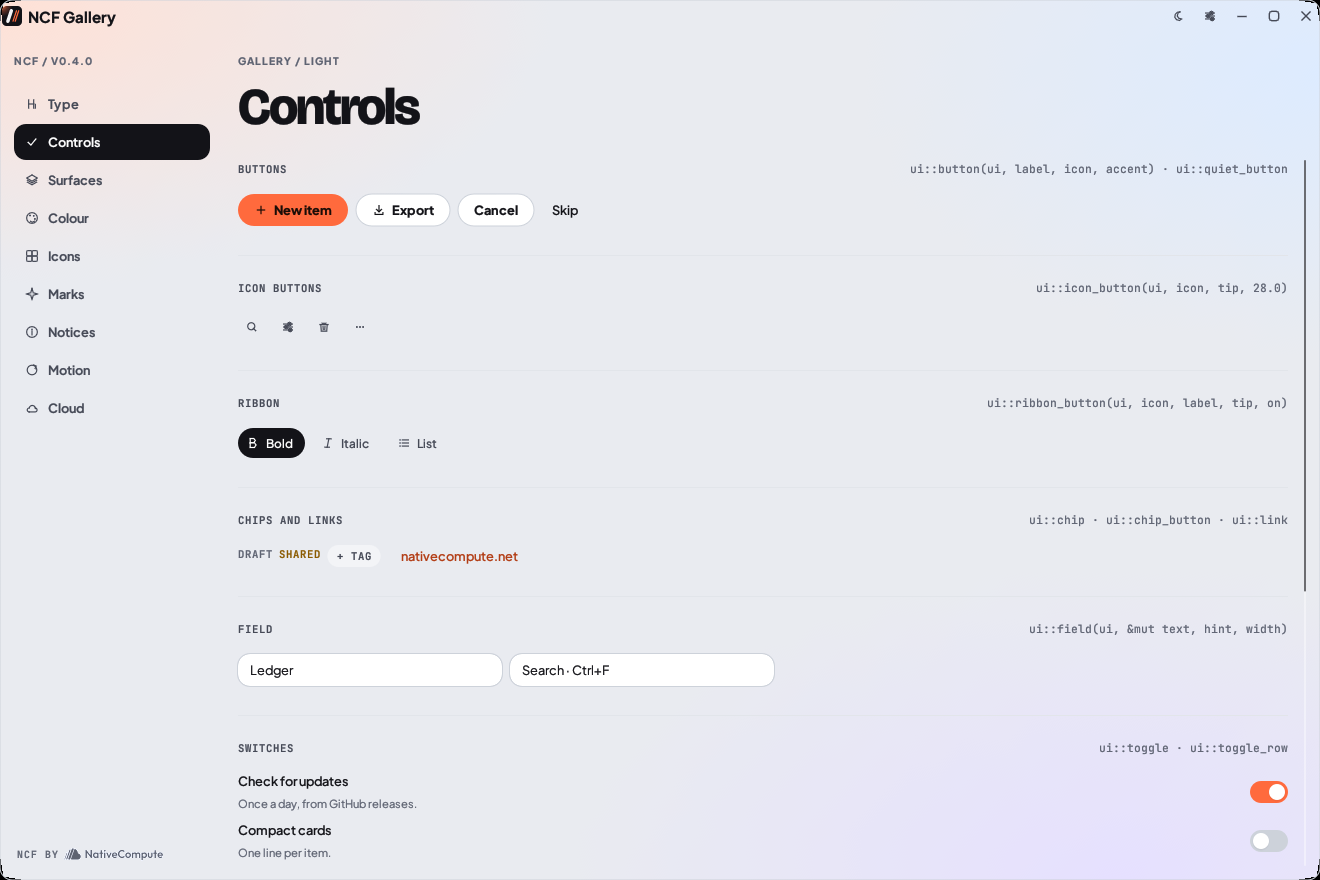 NCF Gallery
NCF / V0.4.0
Type
Controls
Surfaces
Colour
Icons
Marks
Notices
Motion
Cloud
NCF BY NativeCompute
GALLERY / LIGHT
Controls
BUTTONS
ui::button(ui, label, icon, accent) · ui::quiet_button
+ New item
Export
Cancel
Skip
ICON BUTTONS
ui::icon_button(ui, icon, tip, 28.0)
RIBBON
ui::ribbon_button(ui, icon, label, tip, on)
B Bold
I Italic
List
CHIPS AND LINKS
ui::chip · ui::chip_button · ui::link
DRAFT SHARED + TAG nativecompute.net
FIELD
ui::field(ui, &mut text, hint, width)
Ledger
Search · Ctrl+F
SWITCHES
ui::toggle · ui::toggle_row
Check for updates
Once a day, from GitHub releases.
Compact cards
One line per item.